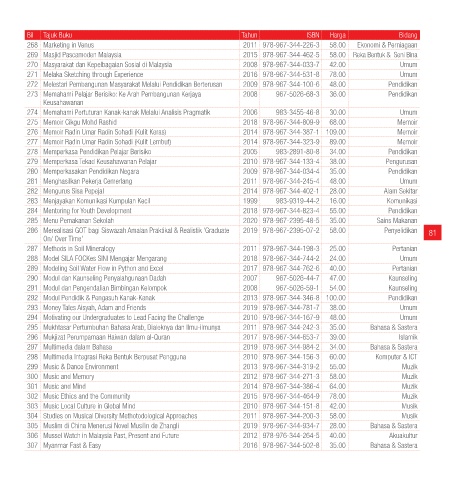 Bil Tajuk Buku Tahun ISBN Harga Bidang
268 Marketing in Venus 2011 978-967-344-226-3 58.00 Ekonomi & Perniagaan
269 Masjid Pascamoden Malaysia 2015 978-967-344-462-5 58.00 Reka Bentuk & Seni Bina
270 Masyarakat dan Kepelbagaian Sosial di Malaysia 2008 978-967-344-033-7 42.00 Umum
271 Melaka Sketching through Experience 2016 978-967-344-531-8 78.00 Umum
272 Melestari Pembangunan Masyarakat Melalui Pendidikan Berterusan 2009 978-967-344-100-6 48.00 Pendidikan
273 Memahami Pelajar Berisiko: Ke Arah Pembangunan Kerjaya 2008 967-5026-68-3 36.00 Pendidikan
Keusahawanan
274 Memahami Pertuturan Kanak-Kanak Melalui Analisis Pragmatik 2006 983-3455-46-8 30.00 Umum
275 Memoir Cikgu Mohd Rashid 2018 978-967-344-809-9 68.00 Memoir
276 Memoir Radin Umar Radin Sohadi (Kulit Keras) 2014 978-967-344-387-1 109.00 Memoir
277 Memoir Radin Umar Radin Sohadi (Kulit Lembut) 2014 978-967-344-323-9 89.00 Memoir
278 Memperkasa Pendidikan Pelajar Berisiko 2005 983-2891-80-8 34.00 Pendidikan
279 Memperkasa Tekad Keusahawanan Pelajar 2010 978-967-344-133-4 38.00 Pengurusan
280 Memperkasakan Pendidikan Negara 2009 978-967-344-034-4 35.00 Pendidikan
281 Menghasilkan Pekerja Cemerlang 2011 978-967-344-245-4 48.00 Umum
282 Mengurus Sisa Pepejal 2014 978-967-344-402-1 28.00 Alam Sekitar
283 Menjayakan Komunikasi Kumpulan Kecil 1999 983-9319-44-2 16.00 Komunikasi
284 Mentoring for Youth Development 2018 978-967-344-823-4 55.00 Pendidikan
285 Menu Pemakanan Sekolah 2020 978-967-2395-48-5 35.00 Sains Makanan
286 Merealisasi GOT bagi Siswazah Amalan Praktikal & Realistik 'Graduate 2019 978-967-2395-07-2 58.00 Penyelidikan
On/ Over Time'
81
287 Methods in Soil Mineralogy 2011 978-967-344-198-3 25.00 Pertanian
288 Model SILA FOCKes SINI Mengajar Mengarang 2018 978-967-344-744-2 24.00 Umum
289 Modeling Soil Water Flow in Python and Excel 2017 978-967-344-762-6 40.00 Pertanian
290 Modul dan Kaunseling Penyalahgunaan Dadah 2007 967-5026-44-7 47.00 Kaunseling
291 Modul dan Pengendalian Bimbingan Kelompok 2008 967-5026-59-1 54.00 Kaunseling
292 Modul Pendidik & Pengasuh Kanak-Kanak 2013 978-967-344-346-8 100.00 Pendidikan
293 Money Tales Aisyah, Adam and Friends 2019 978-967-344-781-7 38.00 Umum
294 Motivating our Undergraduates to Lead Facing the Challenge 2010 978-967-344-167-9 48.00 Umum
295 Mukhtasar Pertumbuhan Bahasa Arab, Dialeknya dan Ilmu-ilmunya 2011 978-967-344-242-3 35.00 Bahasa & Sastera
296 Mukjizat Perumpamaan Haiwan dalam al-Quran 2017 978-967-344-653-7 39.00 Islamik
297 Multimedia dalam Bahasa 2019 978-967-344-984-2 34.00 Bahasa & Sastera
298 Multimedia Integrasi Reka Bentuk Berpusat Pengguna 2010 978-967-344-156-3 60.00 Komputer & ICT
299 Music & Dance Environment 2013 978-967-344-319-2 55.00 Muzik
300 Music and Memory 2012 978-967-344-271-3 58.00 Muzik
301 Music and Mind 2014 978-967-344-386-4 64.00 Muzik
302 Music Ethics and the Community 2015 978-967-344-464-9 78.00 Muzik
303 Music Local Culture in Global Mind 2010 978-967-344-151-8 42.00 Musik
304 Studies on Musical Diversity Methotodological Approaches 2011 978-967-344-200-3 58.00 Musik
305 Muslim di China Menerusi Novel Muslin de Zhangli 2019 978-967-344-934-7 28.00 Bahasa & Sastera
306 Mussel Watch in Malaysia Past, Present and Future 2012 978-976-344-264-5 40.00 Akuakultur
307 Myanmar Fast & Easy 2016 978-967-344-502-8 35.00 Bahasa & Sastera